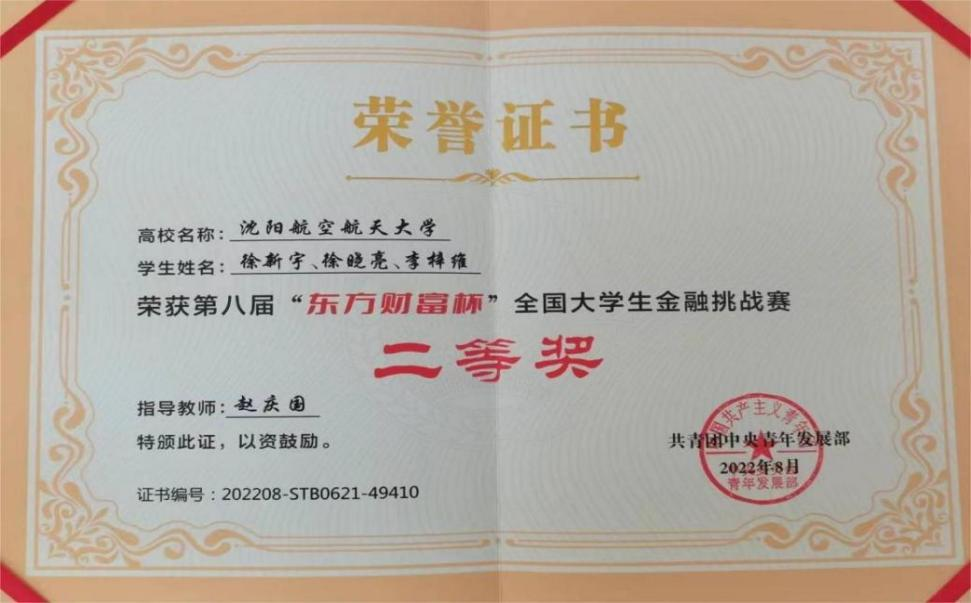 荣誉证书
高校名称：沈阳航空航天大学
学生姓名：徐新宇、徐晓亮、李梓维
荣获第八届“东方财富杯”全国大学生金融挑战赛
二等奖
指导教师：赵庆国
特颁此证，以资鼓励。
共青团中央青年发展部
2022年8月
青年发展部
证书编号：202208-STB0621-49410